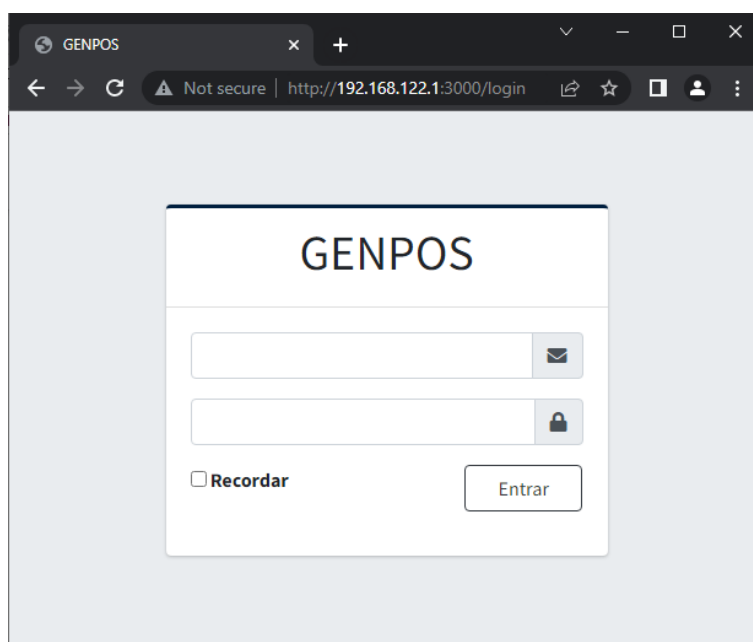 GENPOS
Not secure | http://192.168.122.1:3000/login
GENPOS
Recordar
Entrar